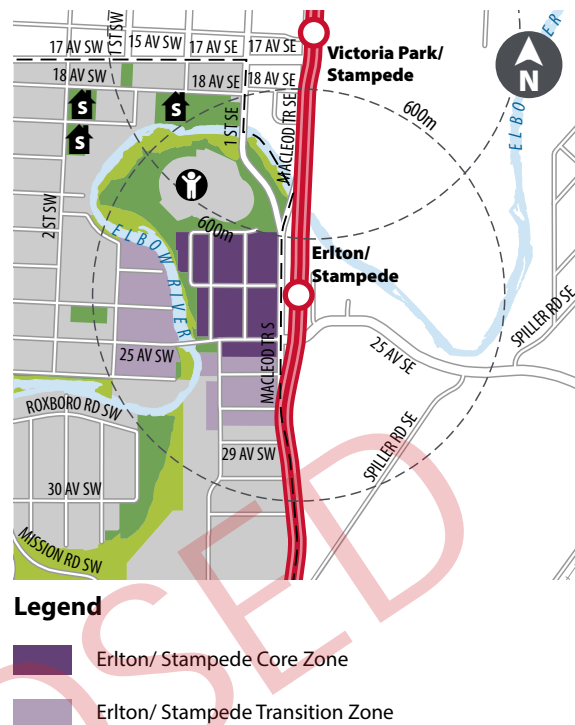 17 AV SW
1 ST SW
15 AV SW
17 AV SE
17 AV SE
ELBOW
Victoria Park/
Stampede
N
18 AV SW
18 AV SE
18 AV SE
S
S
600m
1 ST SE
MACLEOD TR SE
2 ST SW
600m
ELBOW RIVER
Erlton/
Stampede
SPILLER RD SE
25 AV SW
MACLEOD TR S
25 AV SE
ROXBORO RD SW
29 AV SW
SPILLER RD SE
30 AV SW
MISSION RD SW
Legend
Erlton/ Stampede Core Zone
Erlton/ Stampede Transition Zone